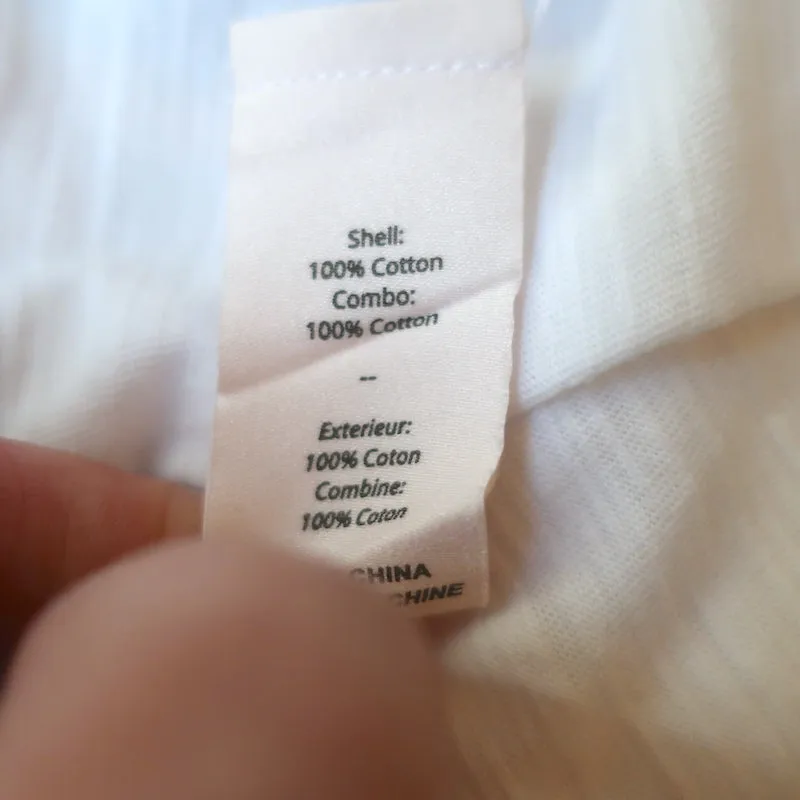 Shell:
100% Cotton
Combo:
100% Cotton
--
Exterieur:
100% Coton
Combine:
100% Coton
CHINA
CHINE